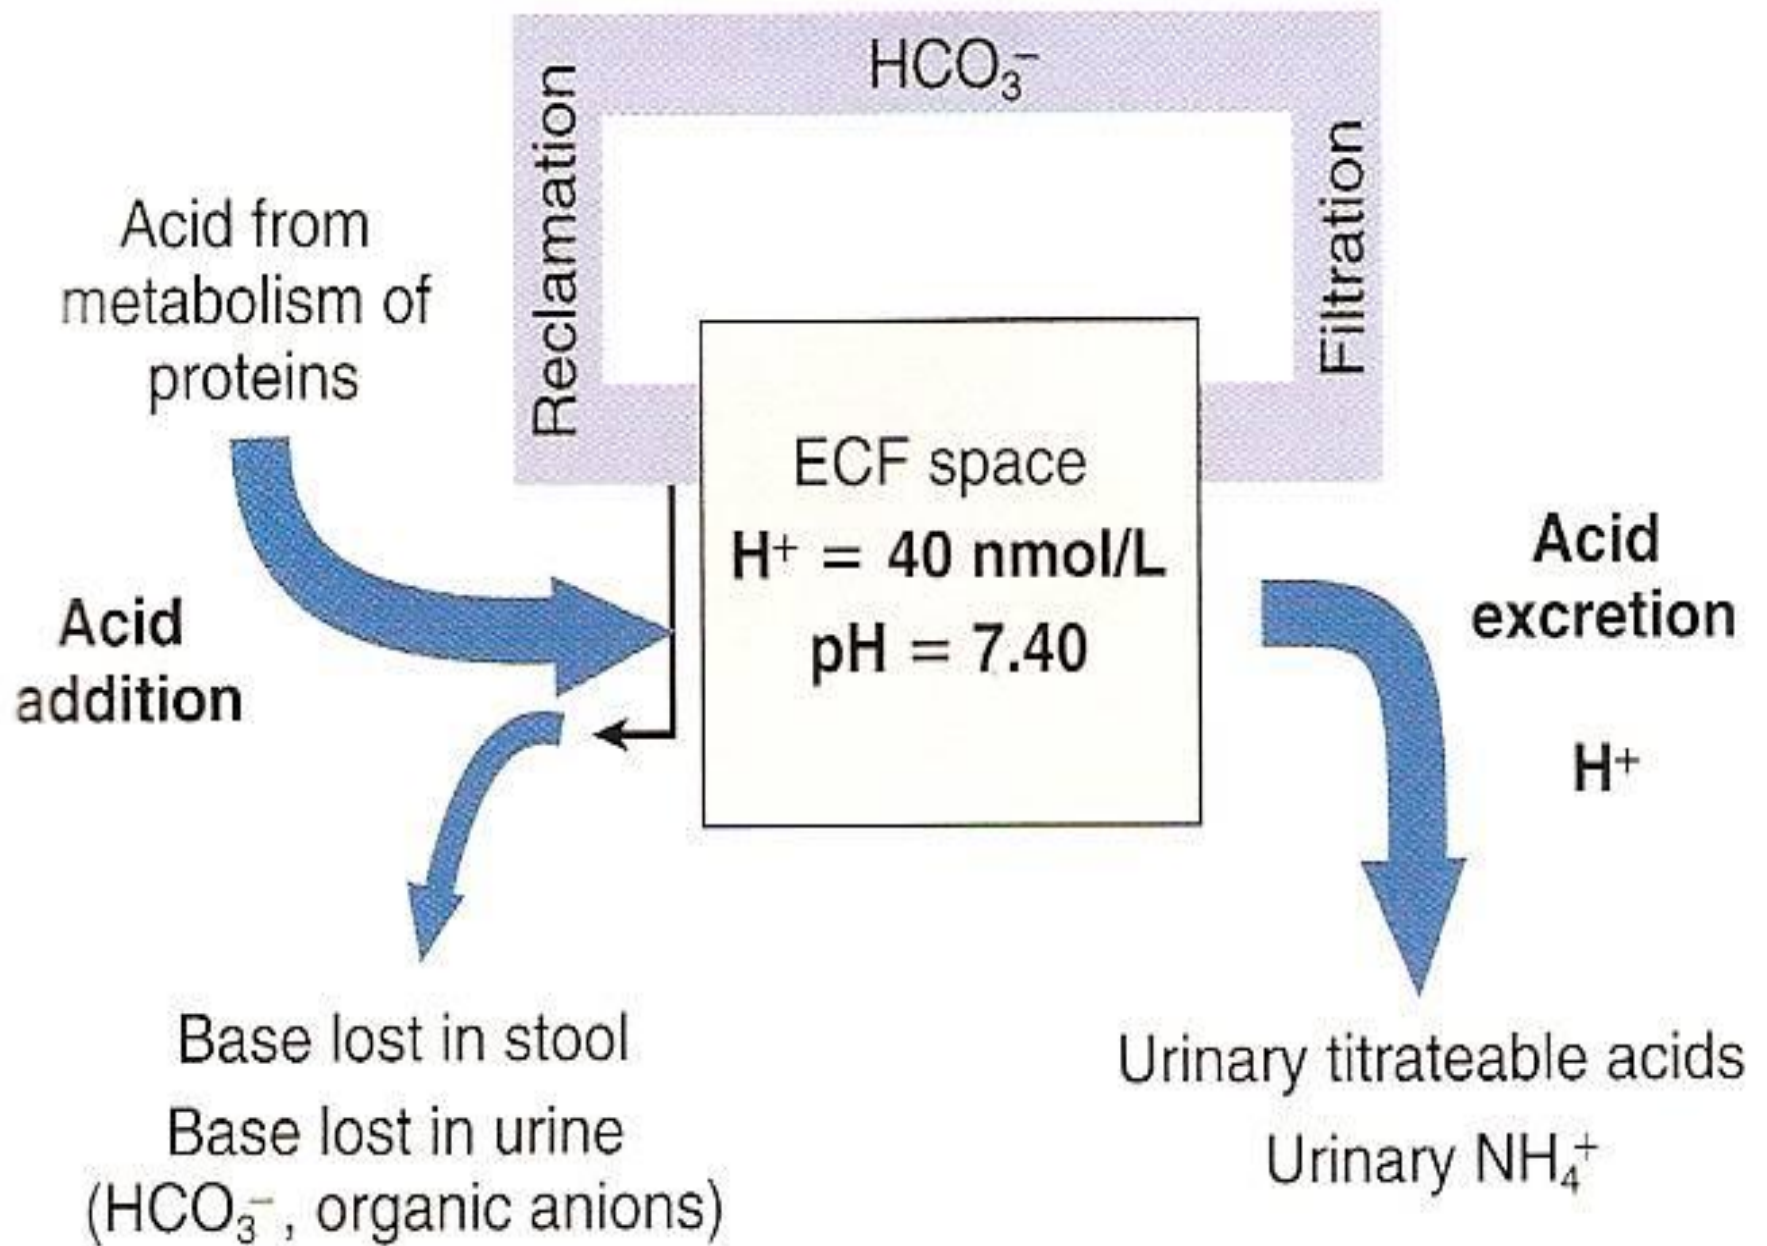 HCO₃⁻
Reclamation
Filtration
Acid from
metabolism of
proteins
ECF space
H⁺ = 40 nmol/L
pH = 7.40
Acid
addition
Acid
excretion
H⁺
Base lost in stool
Base lost in urine
(HCO₃⁻, organic anions)
Urinary titrateable acids
Urinary NH₄⁺